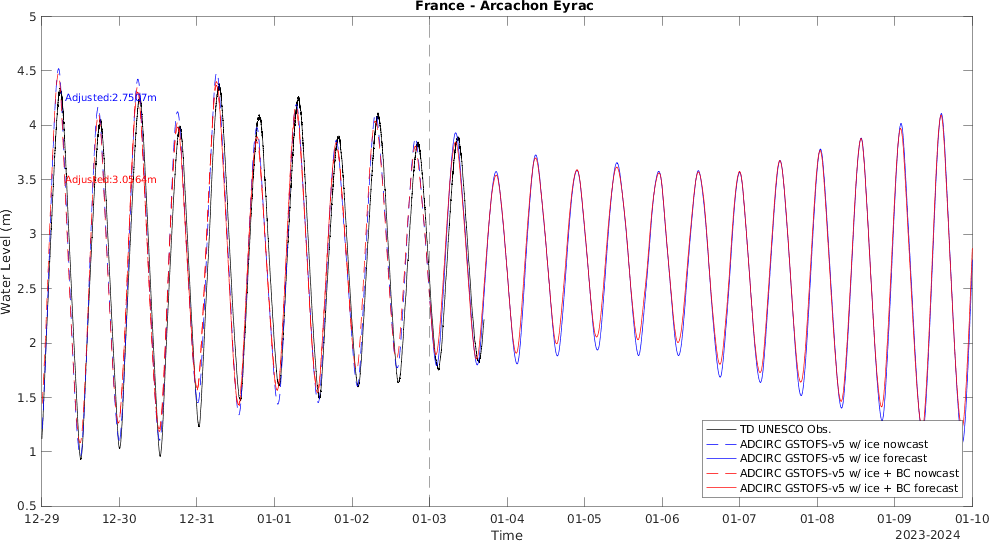 France - Arcachon Eyrac
5
4.5
4
3.5
3
2.5
2
1.5
1
0.5
Water Level (m)
Adjusted:2.7507m
Adjusted:3.0564m
TD UNESCO Obs.
ADCIRC GSTOFS-v5 w/ ice nowcast
ADCIRC GSTOFS-v5 w/ ice forecast
ADCIRC GSTOFS-v5 w/ ice + BC nowcast
ADCIRC GSTOFS-v5 w/ ice + BC forecast
12-29 12-30 12-31 01-01 01-02 01-03 01-04 01-05 01-06 01-07 01-08 01-09 01-10
Time
2023-2024